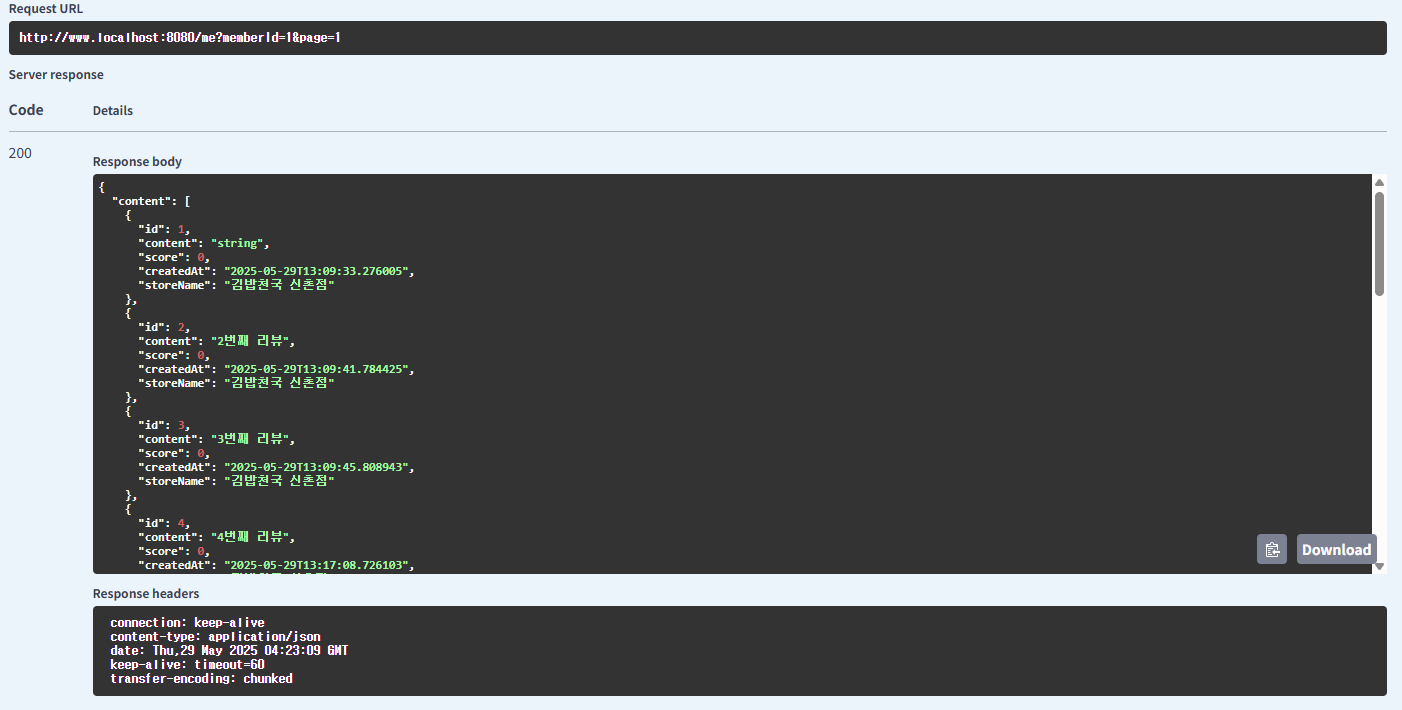 Request URL
http://www.localhost:8080/me?memberId=1&page=1
Server response
Code Details
200
Response body
{
  "content": [
    {
      "id": 1,
      "content": "string",
      "score": 0,
      "createdAt": "2025-05-29T13:09:33.276005",
      "storeName": "김밥천국 신촌점"
    },
    {
      "id": 2,
      "content": "2번째 리뷰",
      "score": 0,
      "createdAt": "2025-05-29T13:09:41.784425",
      "storeName": "김밥천국 신촌점"
    },
    {
      "id": 3,
      "content": "3번째 리뷰",
      "score": 0,
      "createdAt": "2025-05-29T13:09:45.808943",
      "storeName": "김밥천국 신촌점"
    },
    {
      "id": 4,
      "content": "4번째 리뷰",
      "score": 0,
      "createdAt": "2025-05-29T13:17:08.726103",
Download
Response headers
connection: keep-alive
content-type: application/json
date: Thu,29 May 2025 04:23:09 GMT
keep-alive: timeout=60
transfer-encoding: chunked